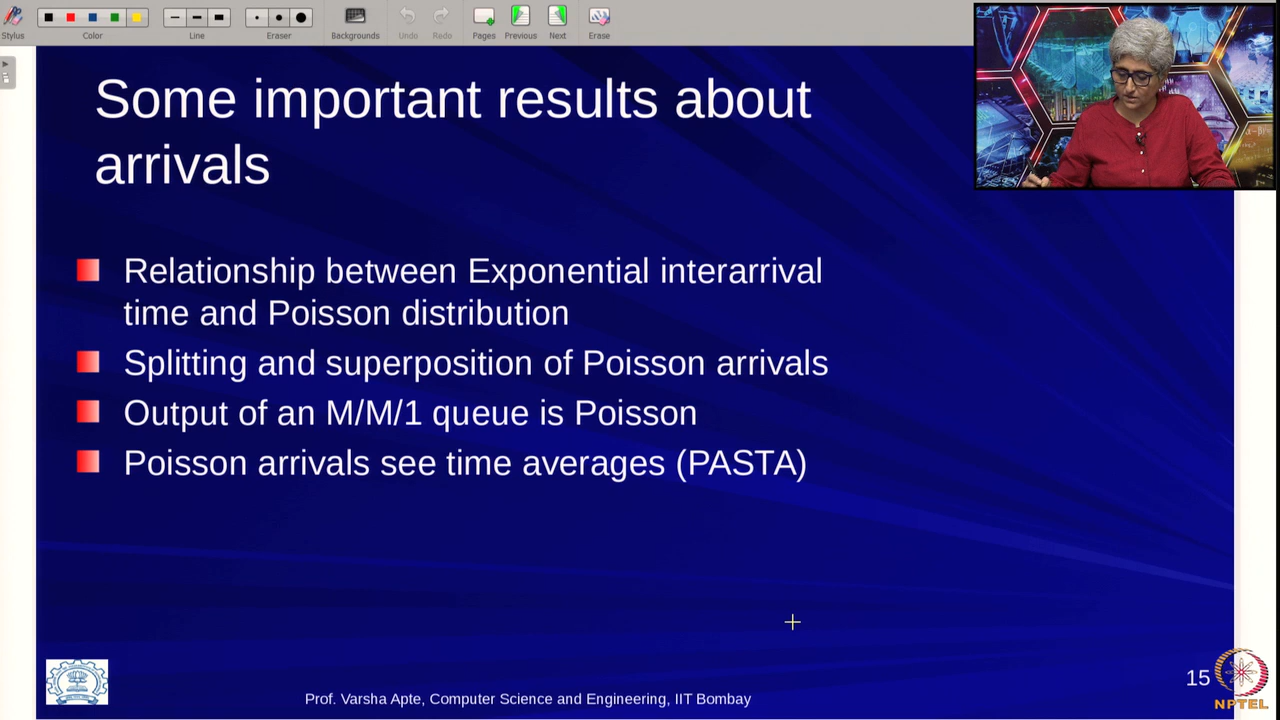 Stylus
Color
Line
Eraser
Backgrounds
Undo
Redo
Pages
Previous
Next
Erase
Some important results about
arrivals
Relationship between Exponential interarrival
time and Poisson distribution
Splitting and superposition of Poisson arrivals
Output of an M/M/1 queue is Poisson
Poisson arrivals see time averages (PASTA)
Prof. Varsha Apte, Computer Science and Engineering, IIT Bombay
15
NPTEL